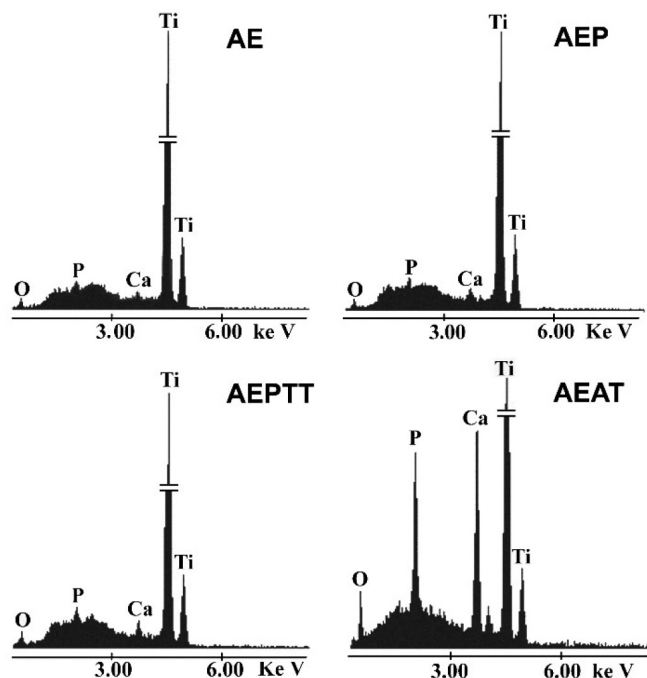 Ti
AE
Ti
O
P
Ca
3.00 6.00 ke V
Ti
AEP
Ti
O
P
Ca
3.00 6.00 Ke V
Ti
AEPTT
Ti
O
P
Ca
3.00 6.00 Ke V
Ti
AEAT
Ca
P
O
Ti
3.00 6.00 Ke V